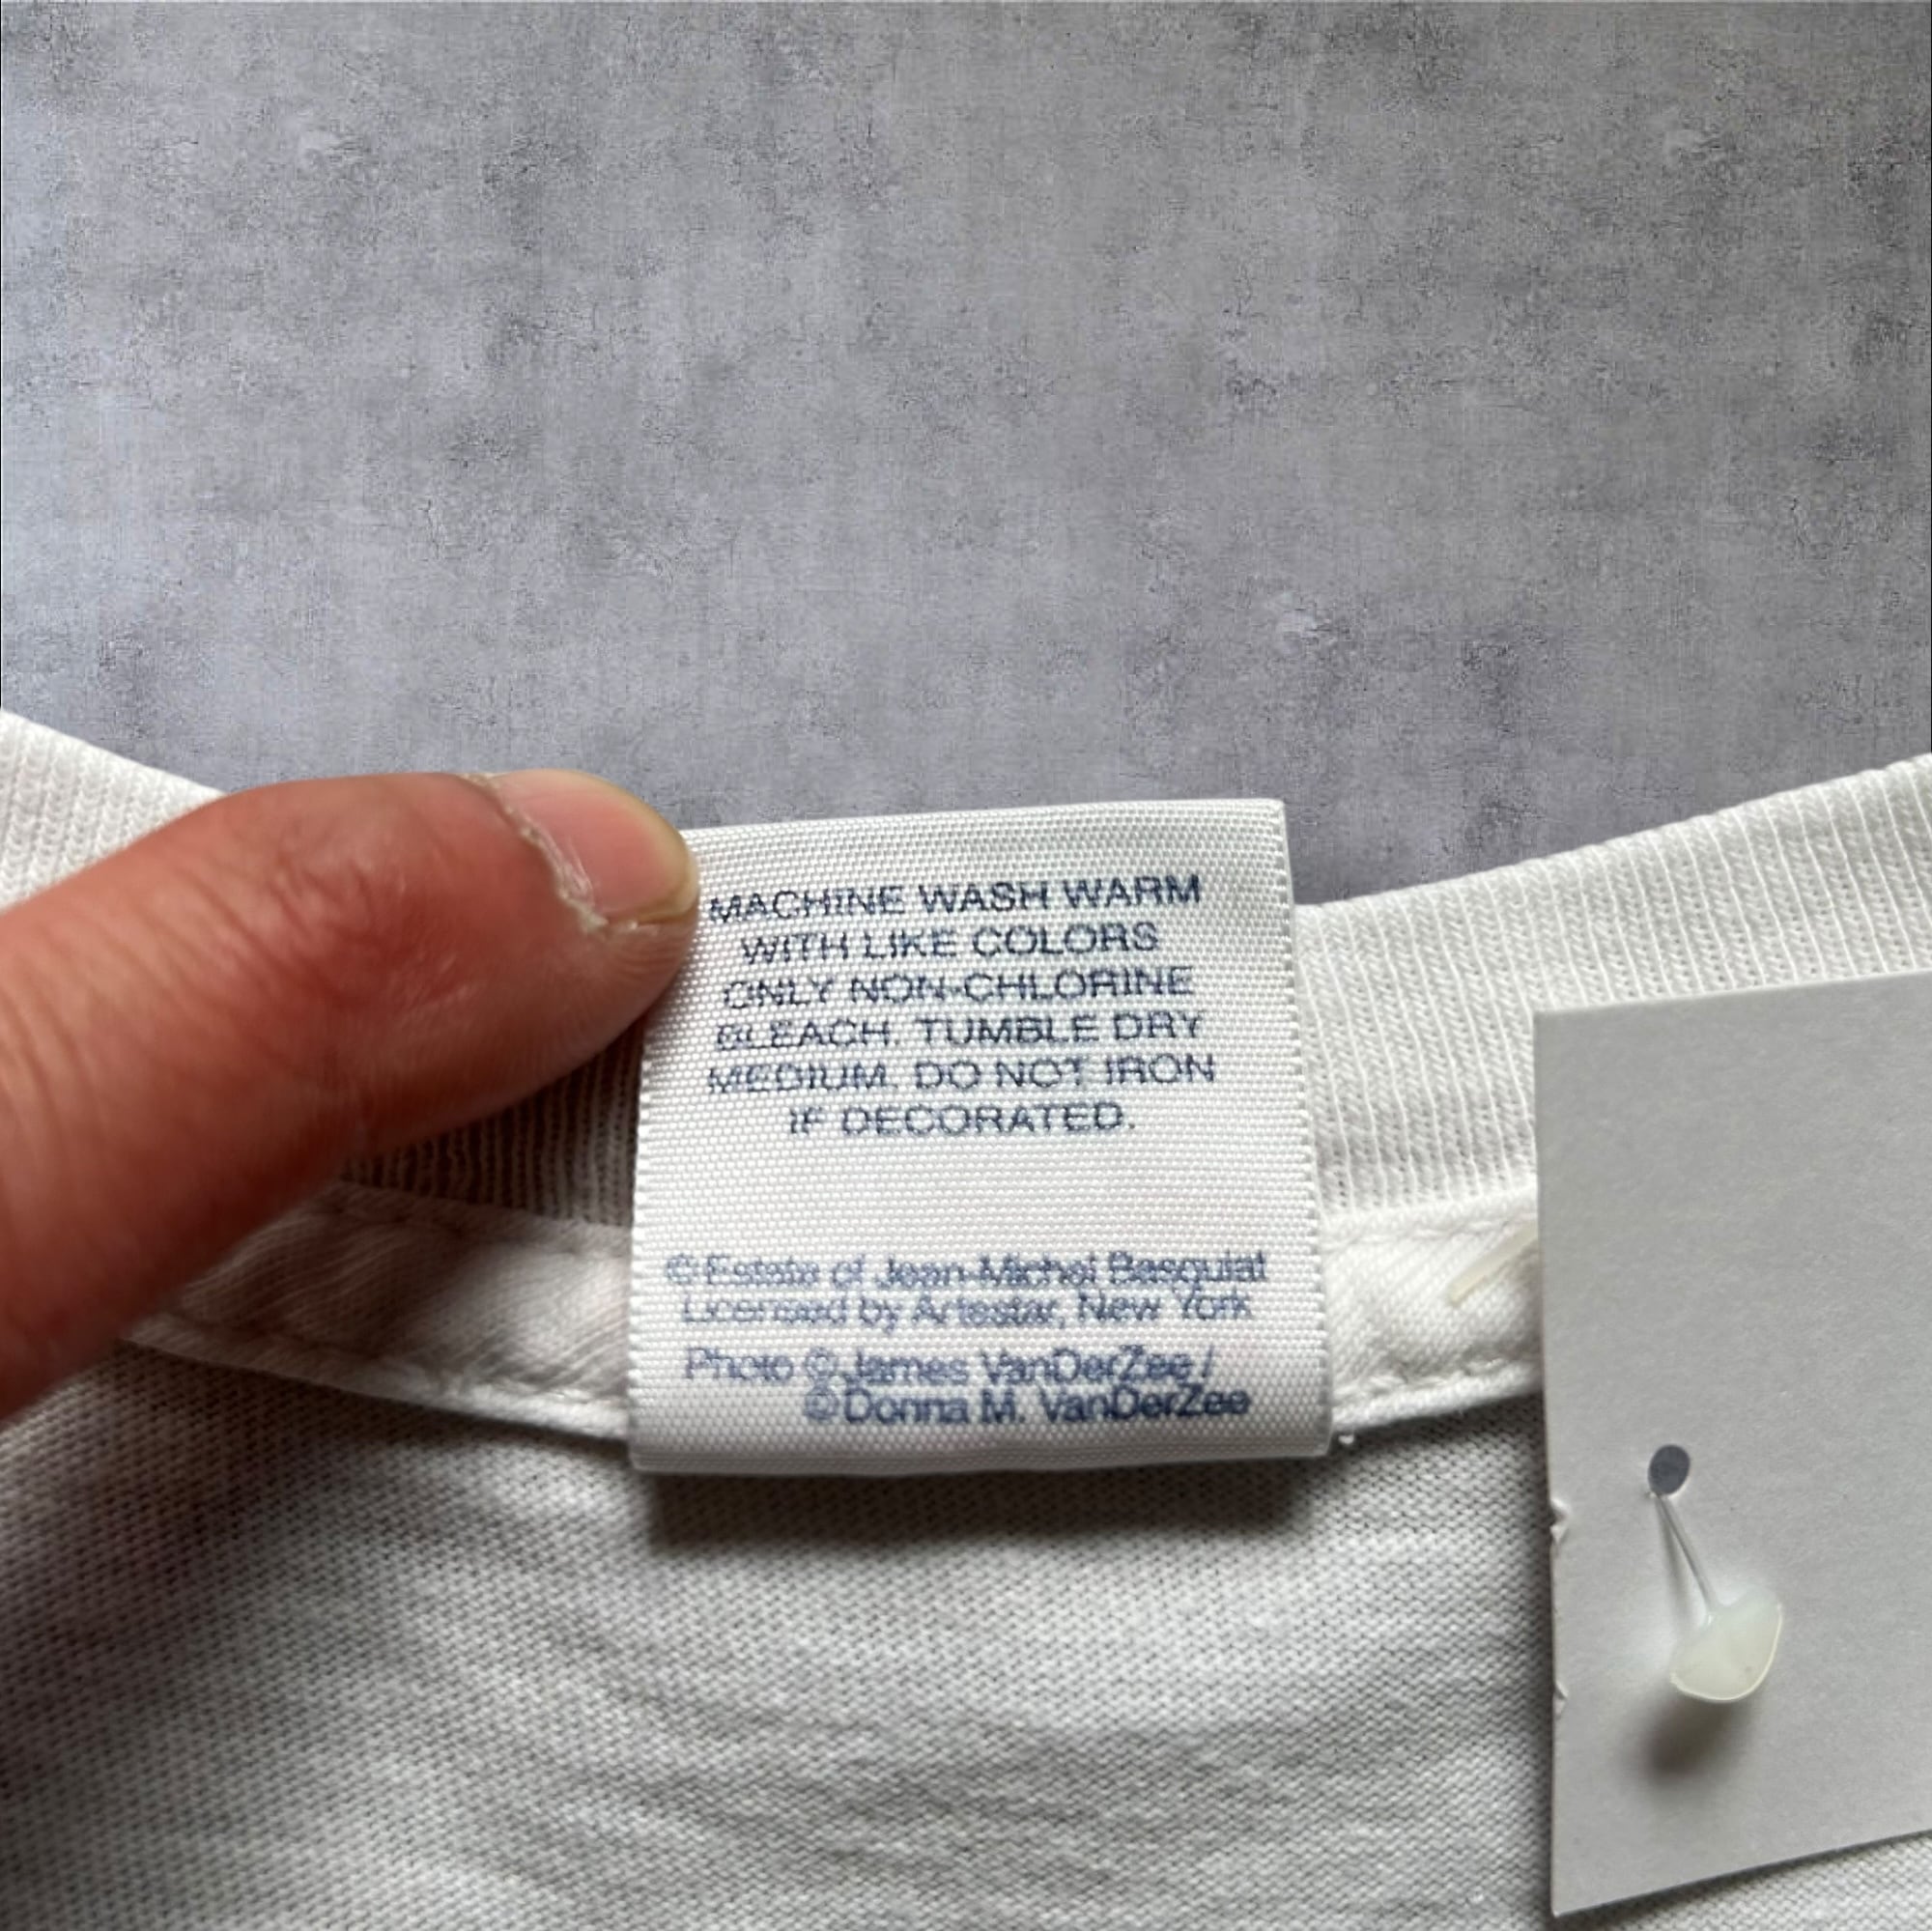 MACHINE WASH WARM
WITH LIKE COLORS
ONLY NON-CHLORINE
BLEACH. TUMBLE DRY
MEDIUM. DO NOT IRON
IF DECORATED.
© Estate of Jean-Michel Basquiat
Licensed by Artestar, New York
Photo © James VanDerZee /
© Donna M. VanDerZee